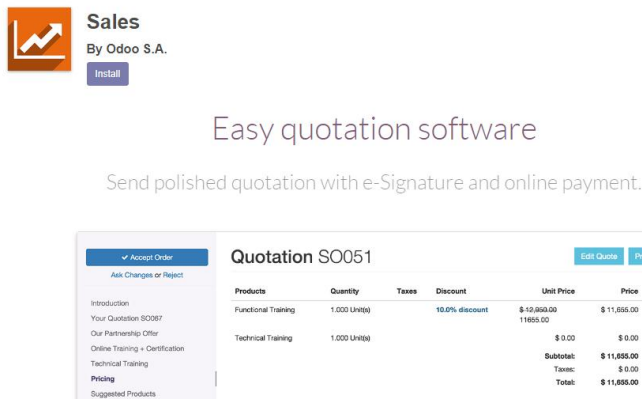 Sales
By Odoo S.A.
Install
Easy quotation software
Send polished quotation with e-Signature and online payment.
✓ Accept Order
Ask Changes or Reject
Introduction
Your Quotation SO087
Our Partnership Offer
Online Training + Certification
Technical Training
Pricing
Suggested Products
Quotation SO051
Edit Quote
Products Quantity Taxes Discount Unit Price Price
Functional Training 1.000 Unit(s) 10.0% discount $ 12,950.00 $ 11,655.00
11655.00
Technical Training 1.000 Unit(s) $ 0.00 $ 0.00
Subtotal: $ 11,655.00
Taxes: $ 0.00
Total: $ 11,655.00